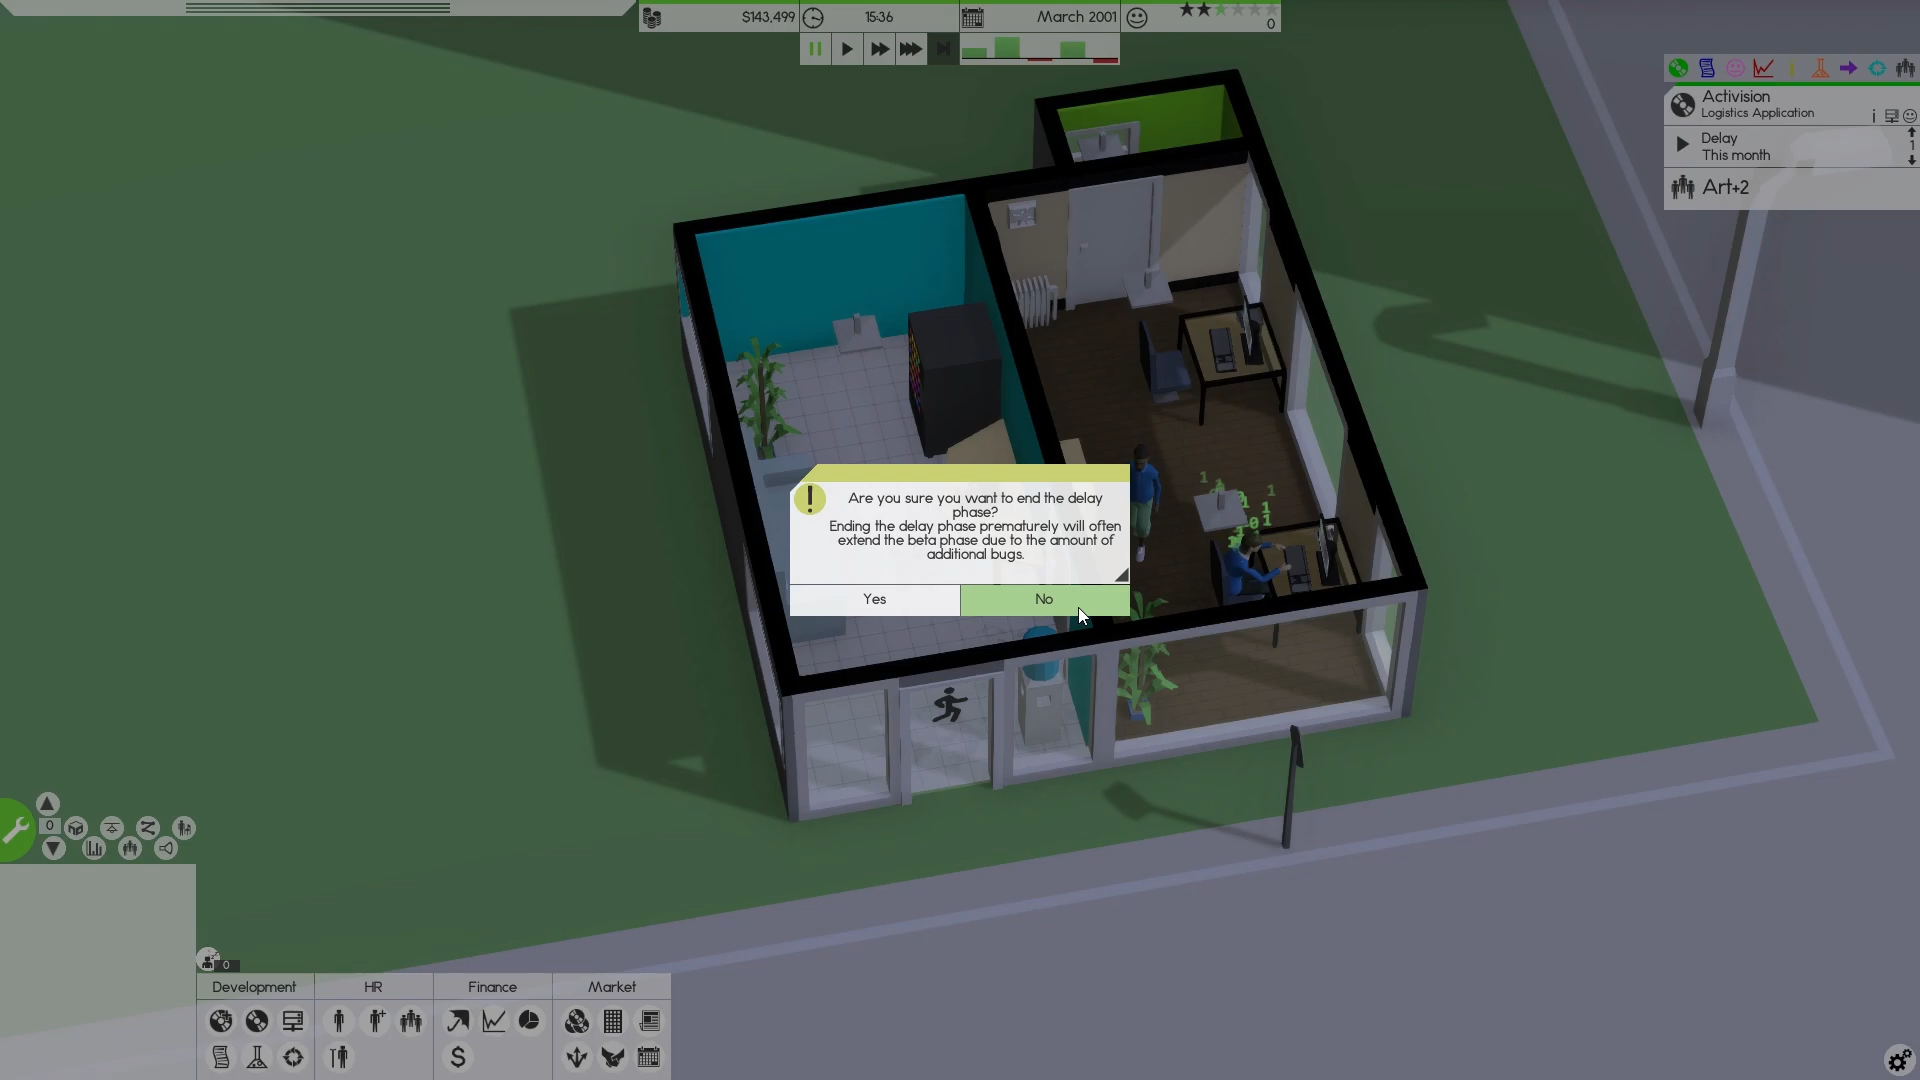 $143,499
15:36
March 2001
0
Activision
Logistics Application
i
Delay
This month
1
Art+2
Are you sure you want to end the delay
phase?
Ending the delay phase prematurely will often
extend the beta phase due to the amount of
additional bugs.
Yes
No
0
0
Development
HR
Finance
Market